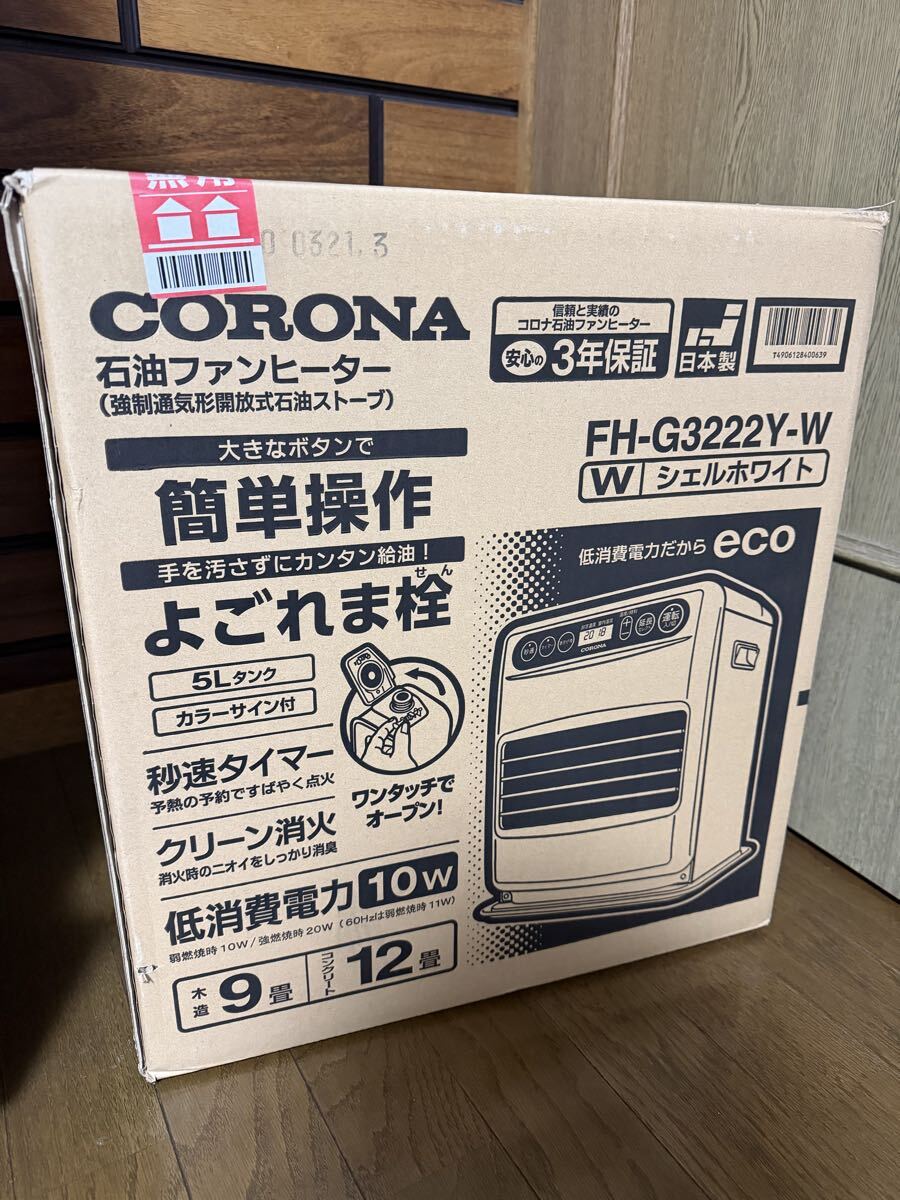 無用
0321.3
CORONA
石油ファンヒーター
(強制通気形開放式石油ストーブ)
信頼と実績の
コロナ石油ファンヒーター
安心の 3年保証
日本製
T4906128400639
FH-G3222Y-W
W シェルホワイト
大きなボタンで
簡単操作
手を汚さずにカンタン給油!
よごれま栓
せん
5Lタンク
カラーサイン付
ワンタッチで
オープン!
秒速タイマー
予熱の予約ですばやく点火
クリーン消火
消火時のニオイをしっかり消臭
低消費電力 10W
弱燃焼時10W/強燃焼時20W (60Hzは弱燃焼時11W)
木造 9畳 コンクリート 12畳
低消費電力だから eco
延長
運転
入/切
2018
CORONA